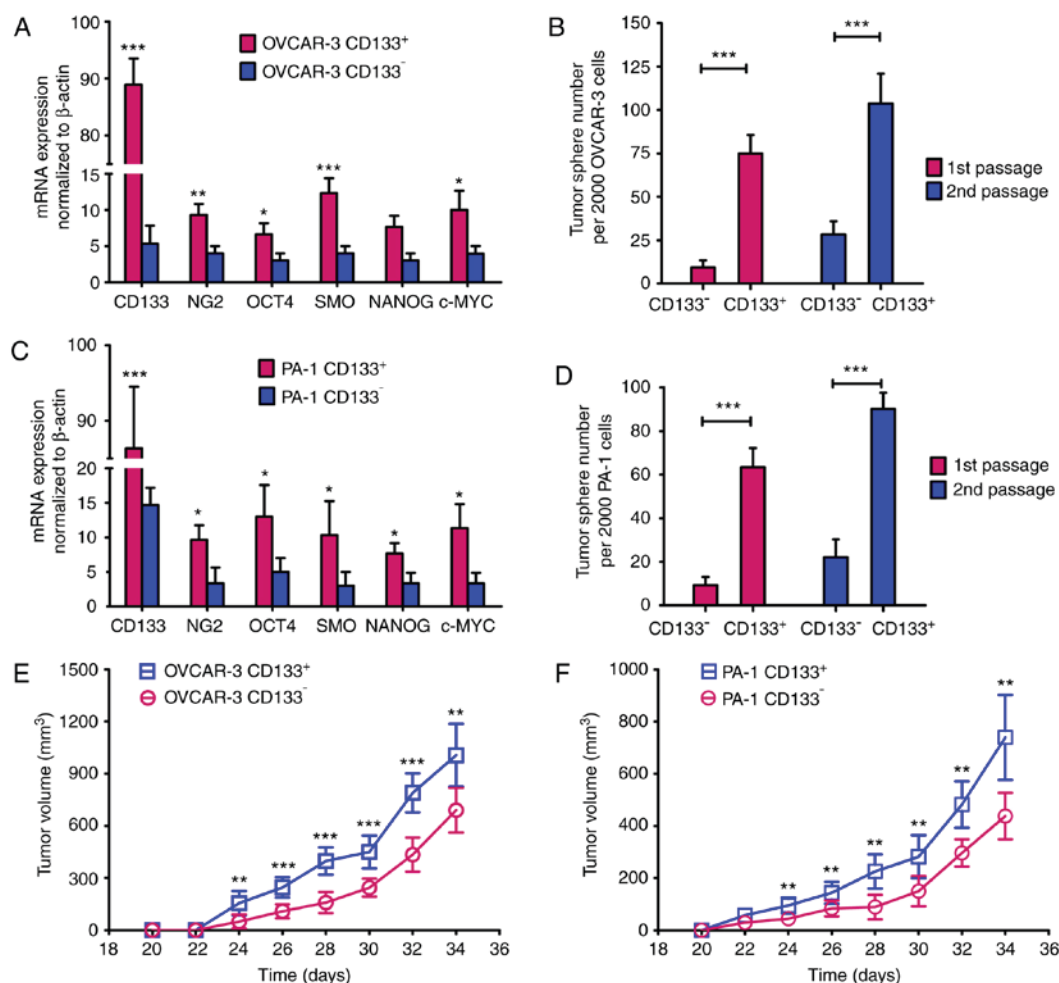 A
mRNA expression
normalized to β-actin
100
90
80
15
10
5
0
OVCAR-3 CD133+
OVCAR-3 CD133-
***
**
*
***
*
CD133 NG2 OCT4 SMO NANOG c-MYC
B
Tumor sphere number
per 2000 OVCAR-3 cells
150
125
100
75
50
25
0
***
***
1st passage
2nd passage
CD133- CD133+ CD133- CD133+
C
mRNA expression
normalized to β-actin
100
80
20
15
10
5
0
PA-1 CD133+
PA-1 CD133-
***
*
*
*
*
*
CD133 NG2 OCT4 SMO NANOG c-MYC
D
Tumor sphere number
per 2000 PA-1 cells
100
80
60
40
20
0
***
***
1st passage
2nd passage
CD133- CD133+ CD133- CD133+
E
Tumor volume (mm3)
1500
1200
900
600
300
0
OVCAR-3 CD133+
OVCAR-3 CD133-
**
***
***
***
***
**
18 20 22 24 26 28 30 32 34 36
Time (days)
F
Tumor volume (mm3)
1000
800
600
400
200
0
PA-1 CD133+
PA-1 CD133-
**
**
**
**
**
**
18 20 22 24 26 28 30 32 34 36
Time (days)